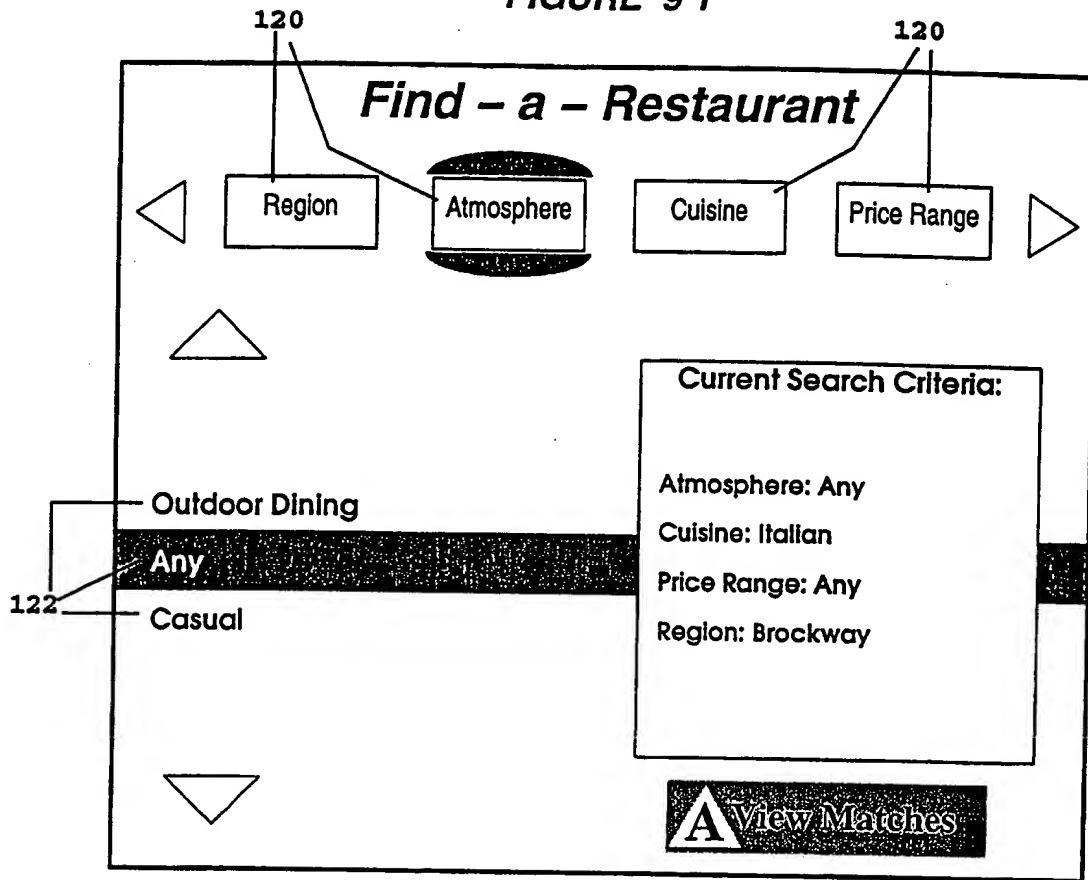 120
120
Find – a – Restaurant
Region
Atmosphere
Cuisine
Price Range
Current Search Criteria:
Atmosphere: Any
Cuisine: Italian
Price Range: Any
Region: Brockway
Outdoor Dining
Any
Casual
122
A View Matches